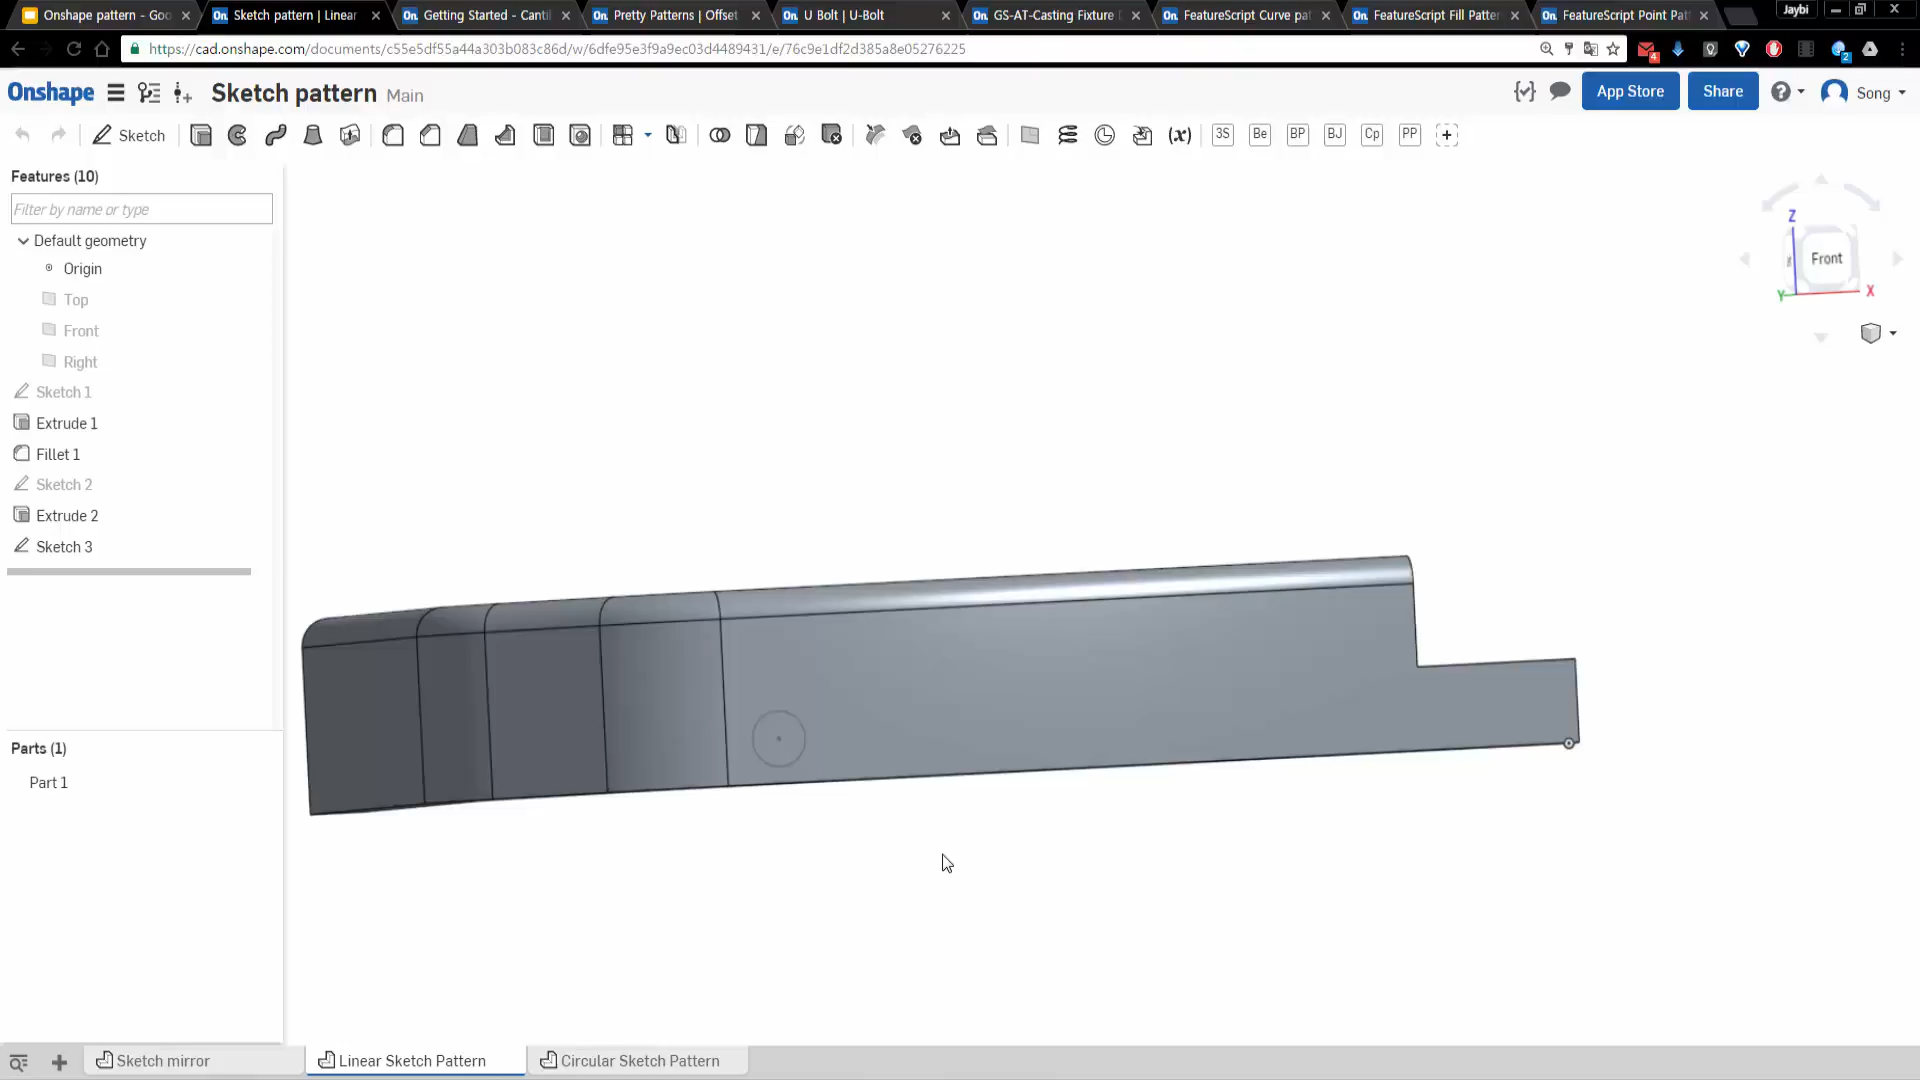 Onshape pattern - Goo
Sketch pattern | Linear
Getting Started - Canti
Pretty Patterns | Offset
U Bolt | U-Bolt
GS-AT-Casting Fixture
FeatureScript Curve pat
FeatureScript Fill Patter
FeatureScript Point Pat
Jaybi
https://cad.onshape.com/documents/c55e5df55a44a303b083c86d/w/6dfe95e3f9a9ec03d4489431/e/76c9e1df2d385a8e05276225
Onshape
Sketch pattern Main
App Store
Share
Song
Sketch
(x)
3S
Be
BP
BJ
Cp
PP
Features (10)
Filter by name or type
Default geometry
Origin
Top
Front
Right
Sketch 1
Extrude 1
Fillet 1
Sketch 2
Extrude 2
Sketch 3
Parts (1)
Part 1
Z
Front
Y
X
Sketch mirror
Linear Sketch Pattern
Circular Sketch Pattern